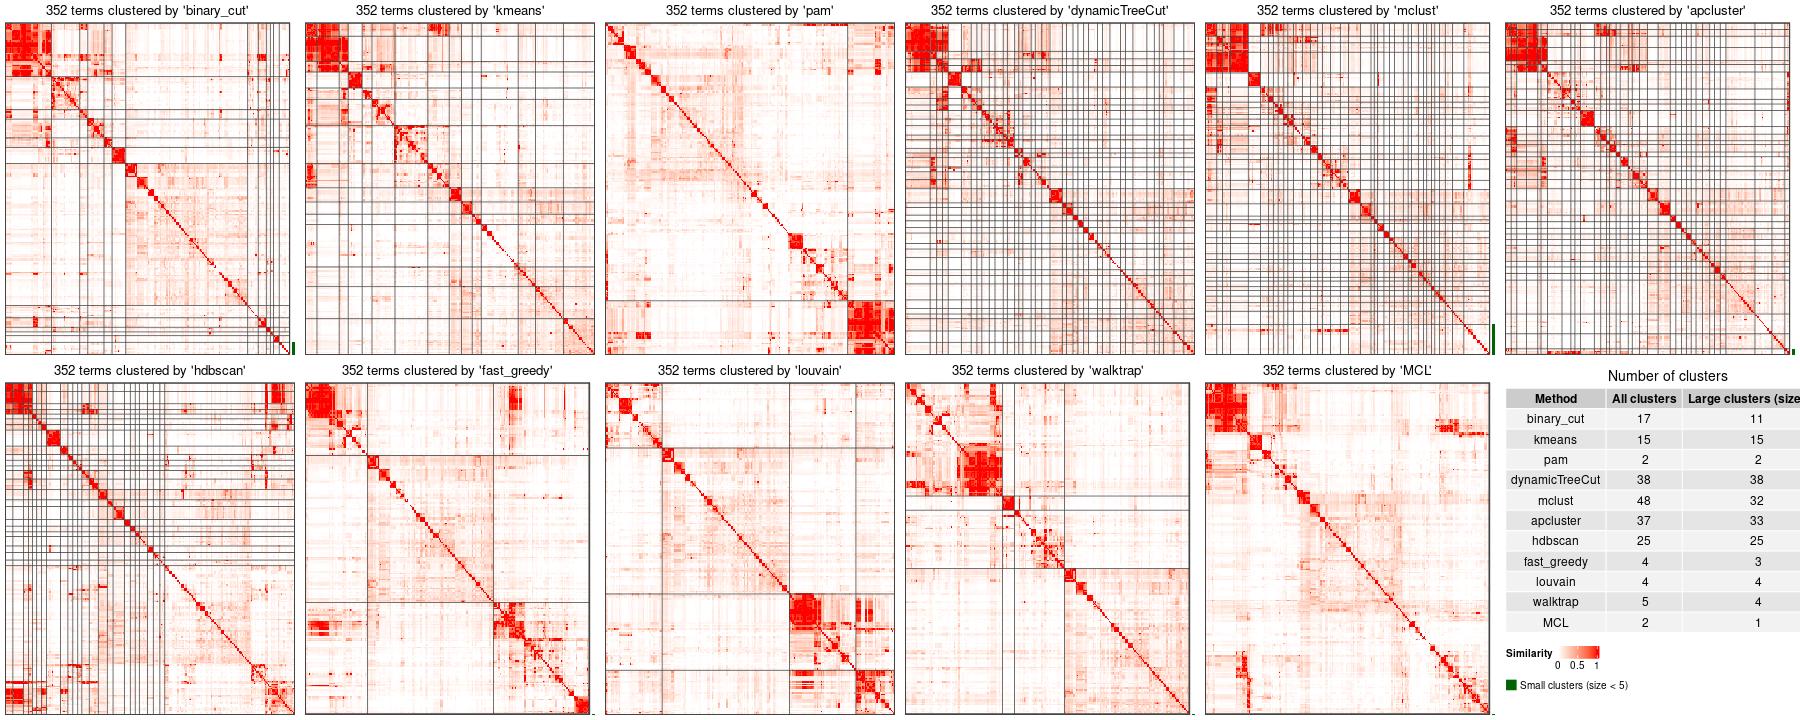 352 terms clustered by 'binary_cut'
352 terms clustered by 'kmeans'
352 terms clustered by 'pam'
352 terms clustered by 'dynamicTreeCut'
352 terms clustered by 'mclust'
352 terms clustered by 'apcluster'
352 terms clustered by 'hdbscan'
352 terms clustered by 'fast_greedy'
352 terms clustered by 'louvain'
352 terms clustered by 'walktrap'
352 terms clustered by 'MCL'
Number of clusters
Method All clusters Large clusters (size
binary_cut 17 11
kmeans 15 15
pam 2 2
dynamicTreeCut 38 38
mclust 48 32
apcluster 37 33
hdbscan 25 25
fast_greedy 4 3
louvain 4 4
walktrap 5 4
MCL 2 1
Similarity
0 0.5 1
Small clusters (size < 5)